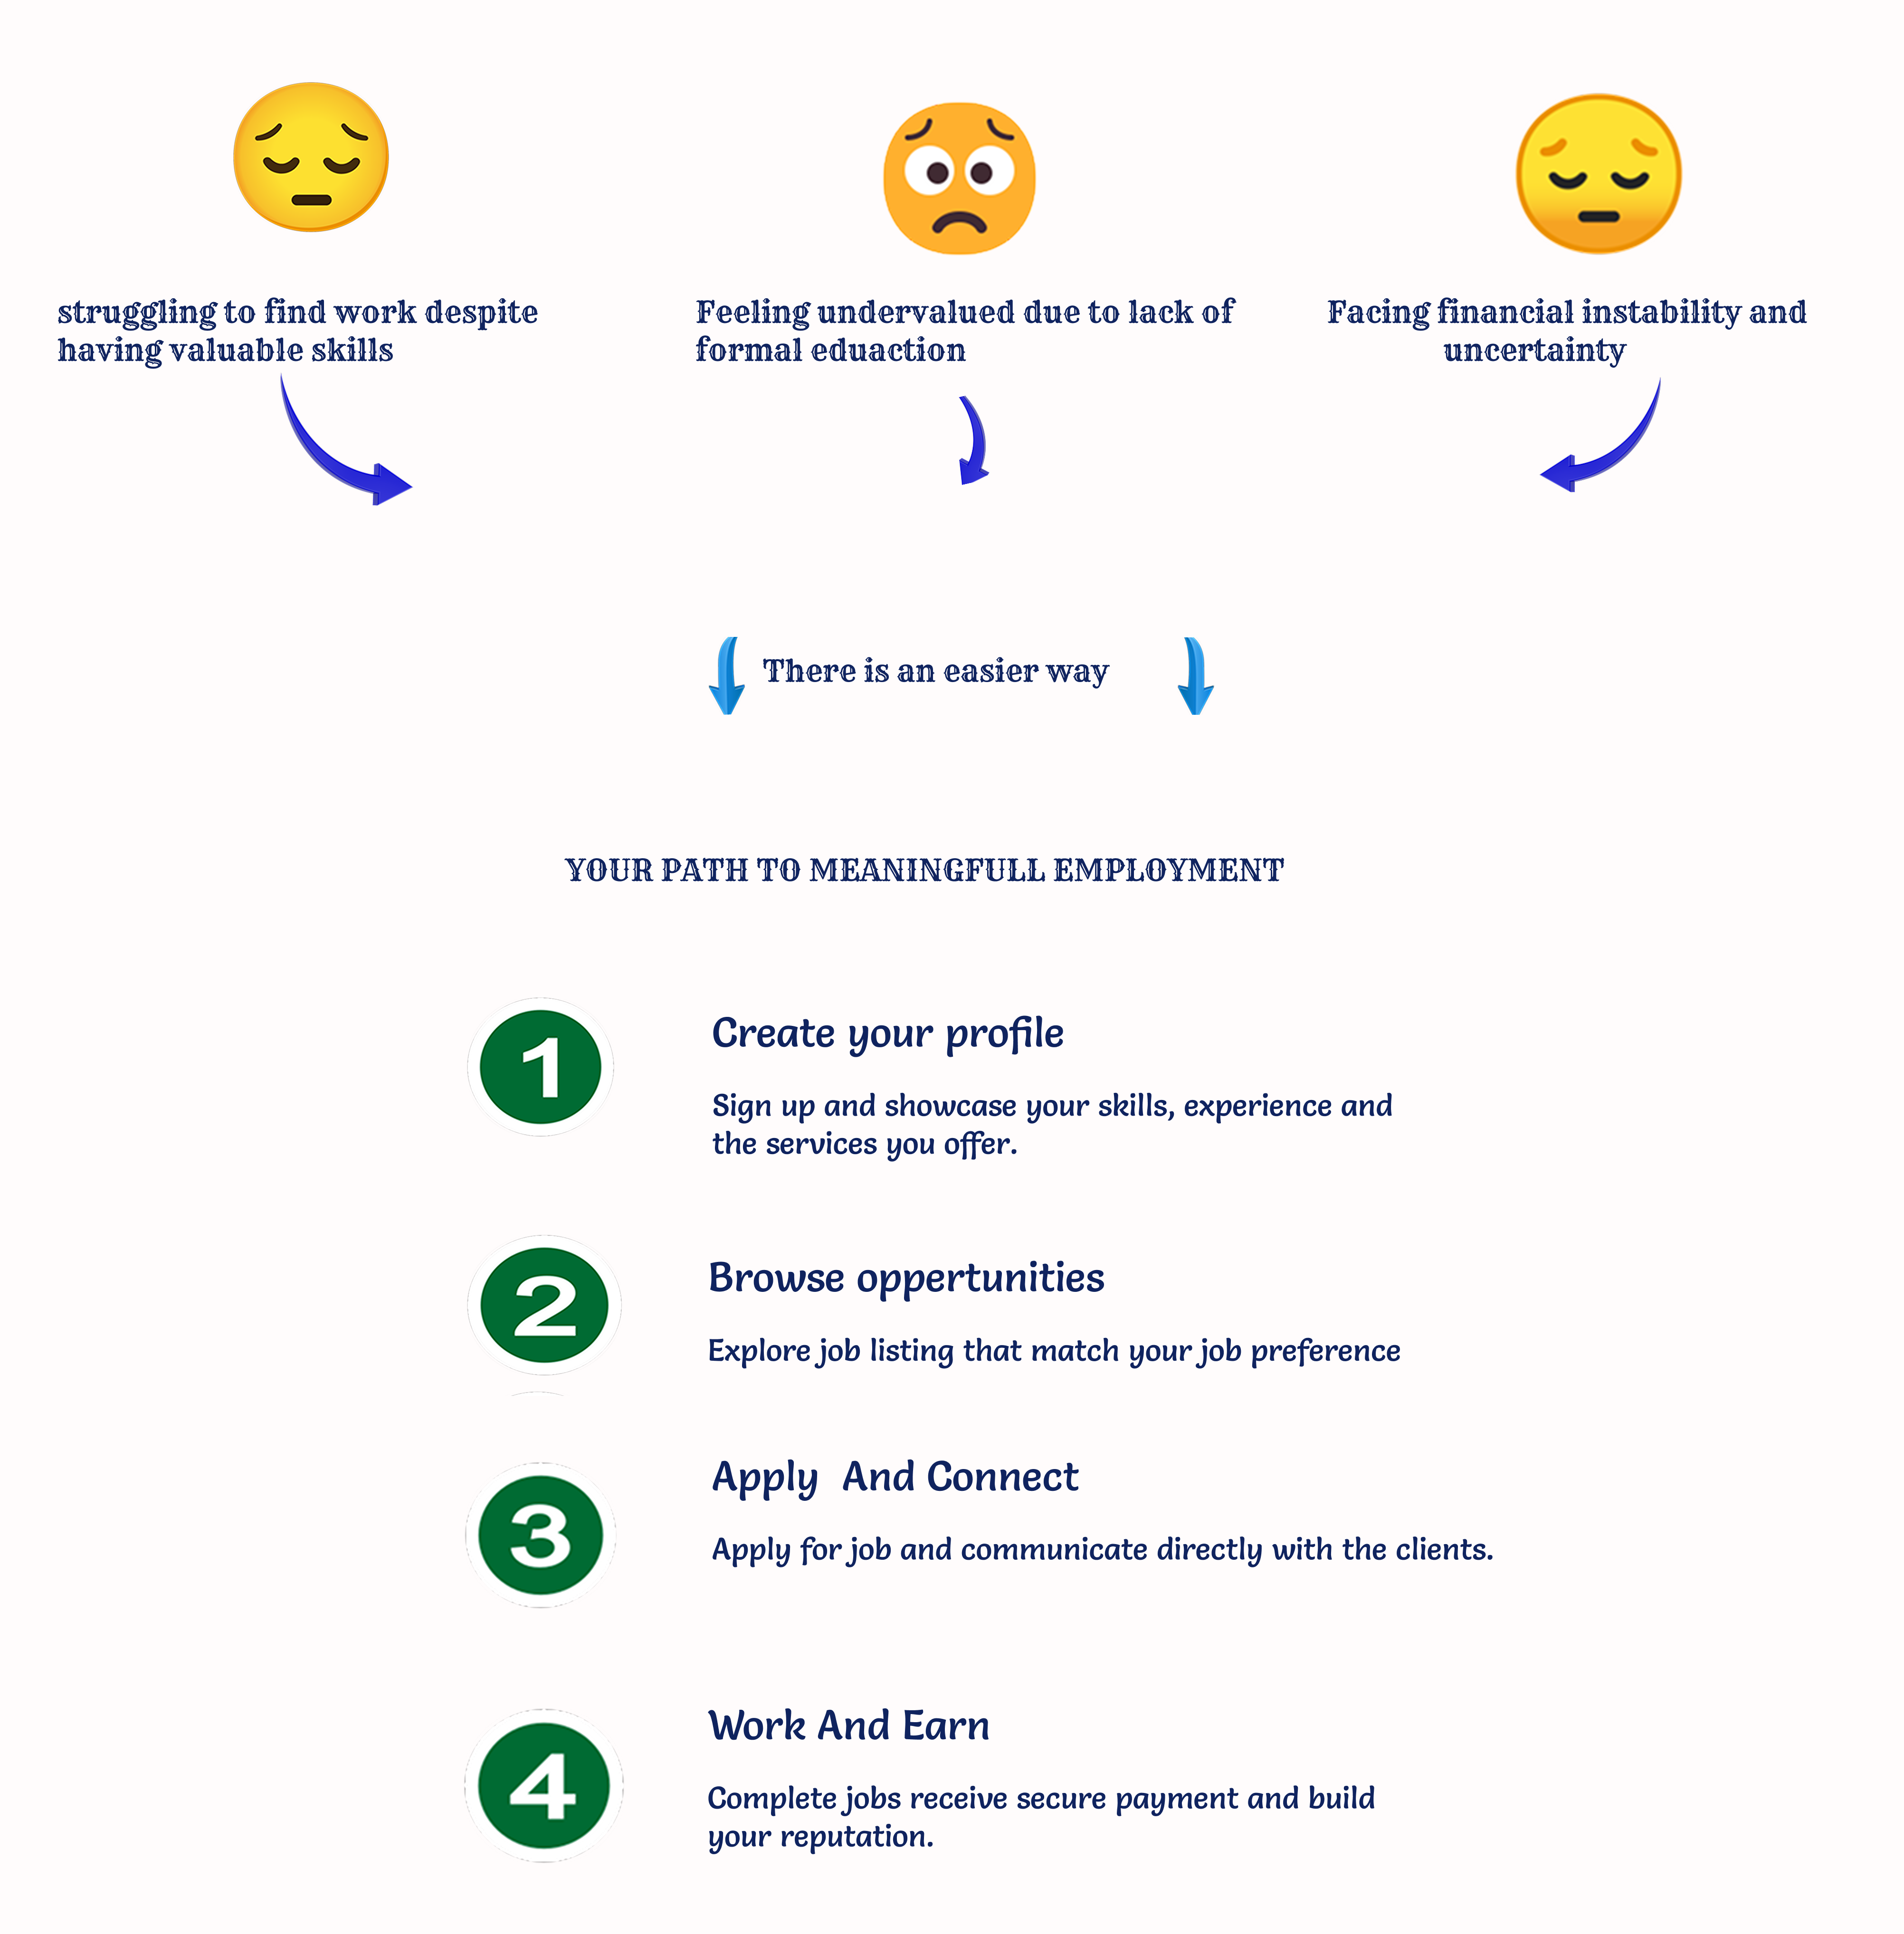 struggling to find work despite
having valuable skills
Feeling undervalued due to lack of
formal eduaction
Facing financial instability and
uncertainty
There is an easier way
YOUR PATH TO MEANINGFULL EMPLOYMENT
1
Create your profile
Sign up and showcase your skills, experience and
the services you offer.
2
Browse oppertunities
Explore job listing that match your job preference
3
Apply  And Connect
Apply for job and communicate directly with the clients.
4
Work And Earn
Complete jobs receive secure payment and build
your reputation.